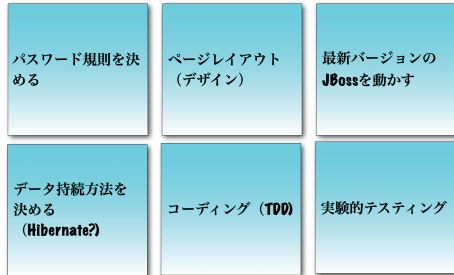 パスワード規則を決
める
ページレイアウト
（デザイン）
最新バージョンの
JBossを動かす
データ持続方法を
決める
（Hibernate?)
コーディング（TDD)
実験的テスティング